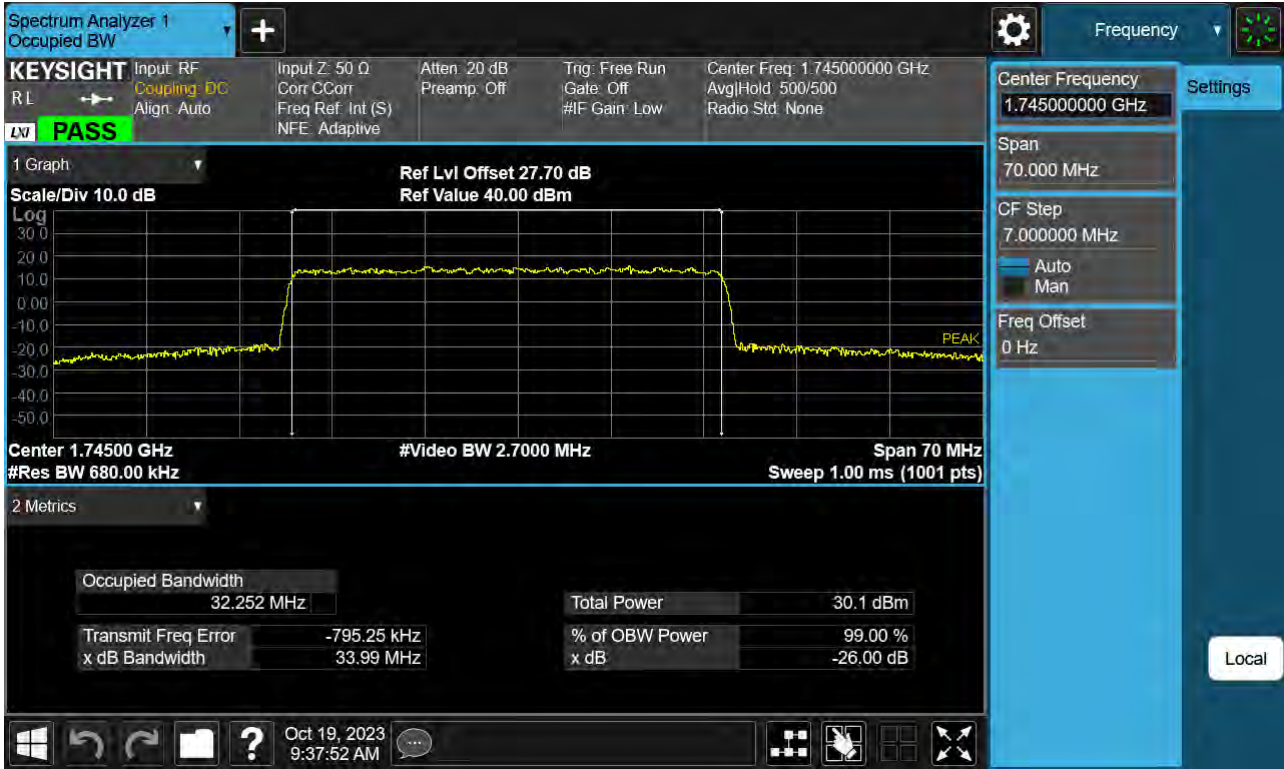 Spectrum Analyzer 1
Occupied BW
Frequency
KEYSIGHT
RL
LXI PASS
Input: RF
Coupling: DC
Align: Auto
Input Z: 50 Ω
Corr CCorr
Freq Ref: Int (S)
NFE: Adaptive
Atten: 20 dB
Preamp: Off
Trig: Free Run
Gate: Off
#IF Gain: Low
Center Freq: 1.745000000 GHz
Avg|Hold: 500/500
Radio Std: None
1 Graph
Scale/Div 10.0 dB
Ref Lvl Offset 27.70 dB
Ref Value 40.00 dBm
Log
30.0
20.0
10.0
0.00
-10.0
-20.0
-30.0
-40.0
-50.0
PEAK
Center 1.74500 GHz
#Video BW 2.7000 MHz
Span 70 MHz
#Res BW 680.00 kHz
Sweep 1.00 ms (1001 pts)
2 Metrics
Occupied Bandwidth
32.252 MHz
Total Power 30.1 dBm
Transmit Freq Error -795.25 kHz
% of OBW Power 99.00 %
x dB Bandwidth 33.99 MHz
x dB -26.00 dB
Center Frequency
1.745000000 GHz
Settings
Span
70.000 MHz
CF Step
7.000000 MHz
Auto
Man
Freq Offset
0 Hz
Local
?
Oct 19, 2023
9:37:52 AM